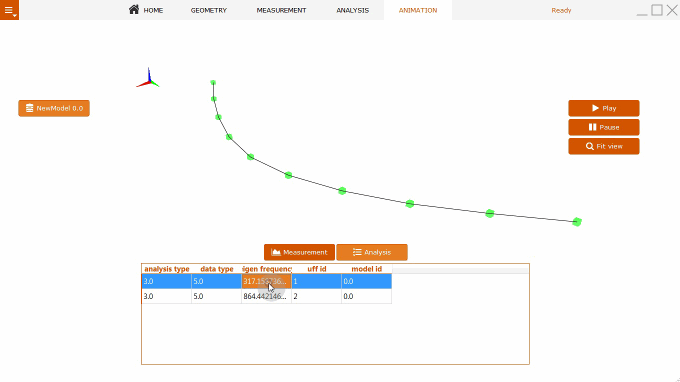 HOME GEOMETRY MEASUREMENT ANALYSIS ANIMATION Ready
NewModel 0.0
Play
Pause
Fit view
Measurement Analysis
analysis type data type igen frequenc uff id model id
3.0 5.0 1 0.0
3.0 5.0 864.442146... 2 0.0